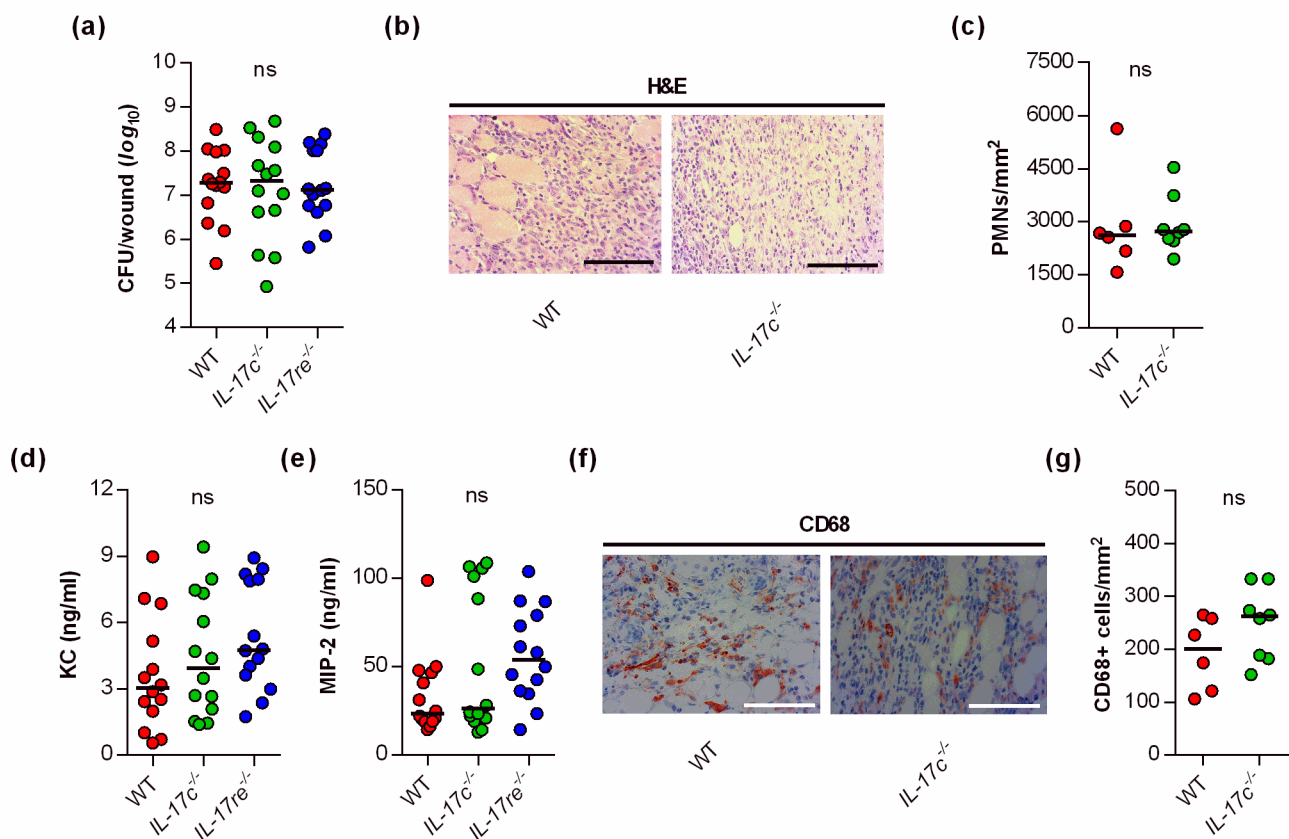 (a)
CFU/wound (log10)
10
9
8
7
6
5
4
ns
WT
IL-17c-/-
IL-17re-/-
(b)
H&E
WT
IL-17c-/-
(c)
PMNs/mm2
7500
6000
4500
3000
1500
0
ns
WT
IL-17c-/-
(d)
KC (ng/ml)
12
9
6
3
0
ns
WT
IL-17c-/-
IL-17re-/-
(e)
MIP-2 (ng/ml)
150
100
50
0
ns
WT
IL-17c-/-
IL-17re-/-
(f)
CD68
WT
IL-17c-/-
(g)
CD68+ cells/mm2
500
400
300
200
100
0
ns
WT
IL-17c-/-